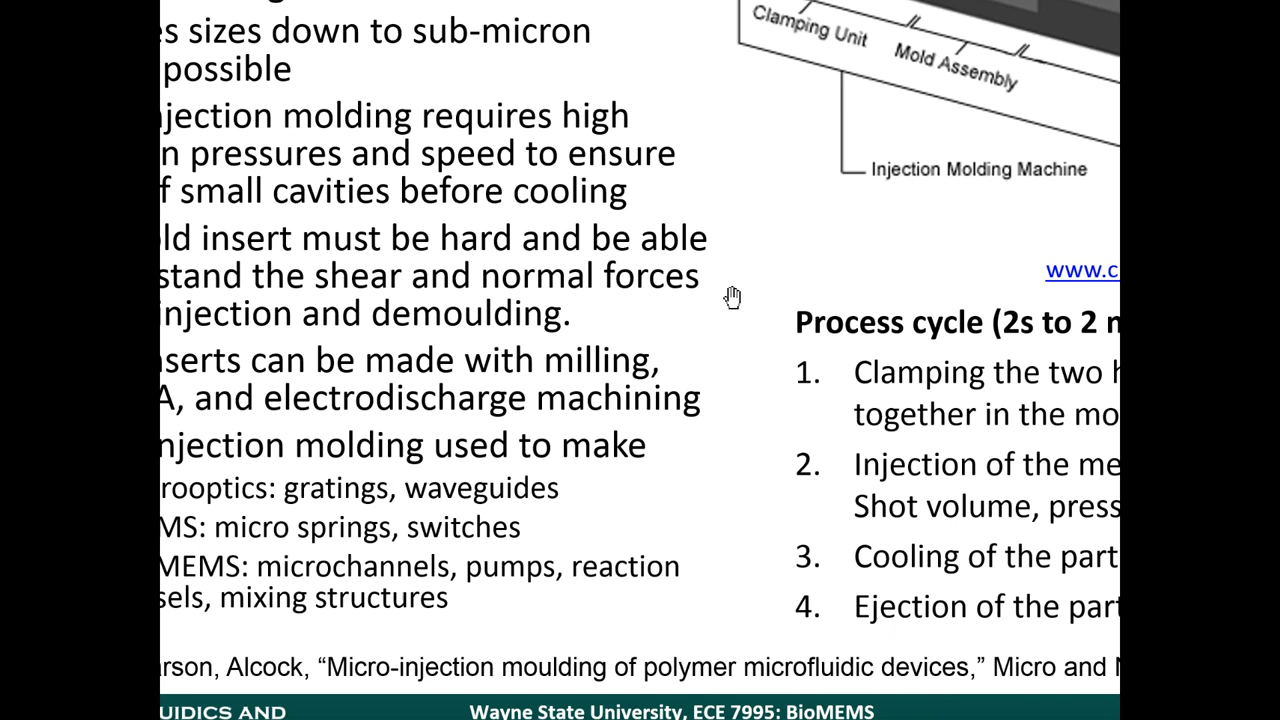 es sizes down to sub-micron
possible
njection molding requires high
n pressures and speed to ensure
f small cavities before cooling
old insert must be hard and be able
stand the shear and normal forces
injection and demoulding.
nserts can be made with milling,
A, and electrodischarge machining
njection molding used to make
rooptics: gratings, waveguides
MS: micro springs, switches
MEMS: microchannels, pumps, reaction
sels, mixing structures
Clamping Unit
Mold Assembly
Injection Molding Machine
www.c
Process cycle (2s to 2 m
1. Clamping the two h
together in the mo
2. Injection of the me
Shot volume, press
3. Cooling of the part
4. Ejection of the part
arson, Alcock, “Micro-injection moulding of polymer microfluidic devices,” Micro and N
UIDICS AND
Wayne State University, ECE 7995: BioMEMS